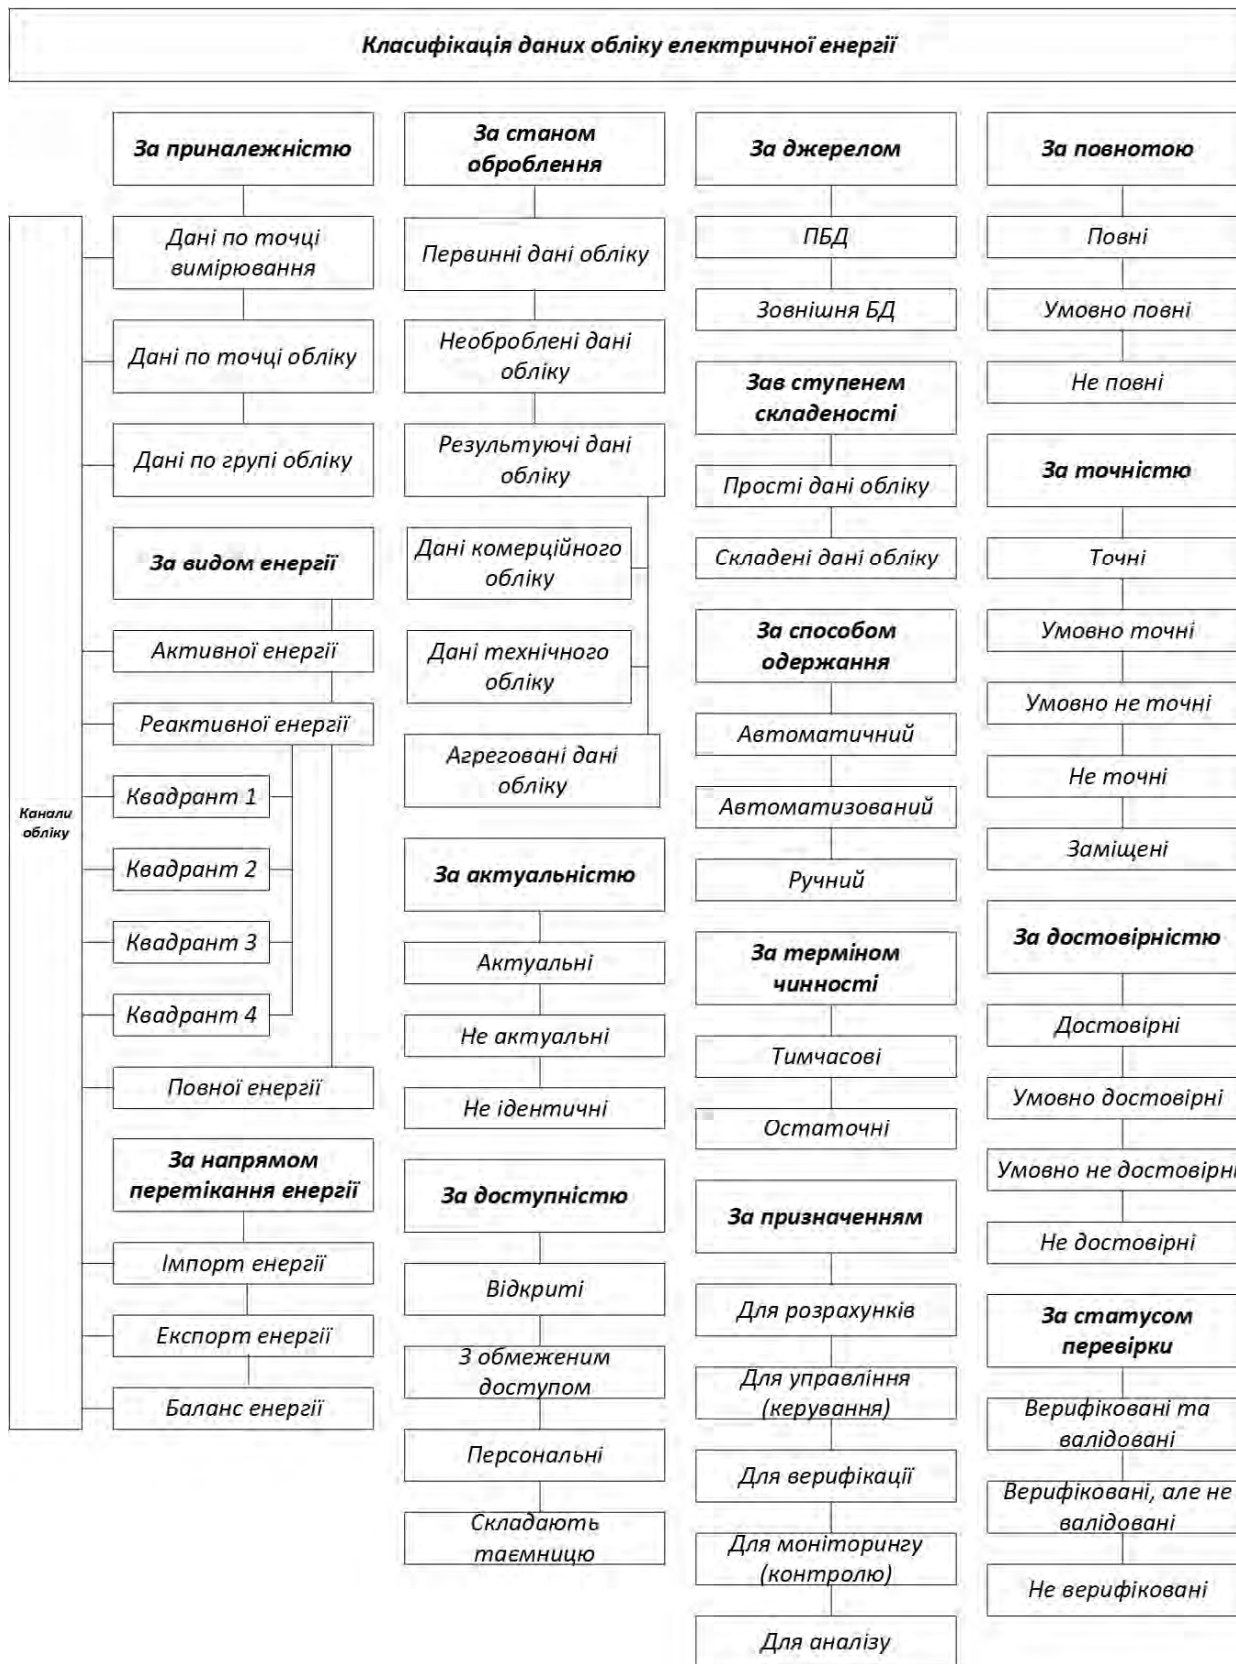 Класифікація даних обліку електричної енергії
За приналежністю
Дані по точці
вимірювання
Дані по точці обліку
Дані по групі обліку
За видом енергії
Активної енергії
Реактивної енергії
Квадрант 1
Квадрант 2
Квадрант 3
Квадрант 4
Повної енергії
За напрямом
перетікання енергії
Імпорт енергії
Експорт енергії
Баланс енергії
Канали
обліку
За станом
оброблення
Первинні дані обліку
Необроблені дані
обліку
Результуючі дані
обліку
Дані комерційного
обліку
Дані технічного
обліку
Агреговані дані
обліку
За актуальністю
Актуальні
Не актуальні
Не ідентичні
За доступністю
Відкриті
З обмеженим
доступом
Персональні
Складають
таємницю
За джерелом
ПБД
Зовнішня БД
Зав ступенем
складеності
Прості дані обліку
Складені дані обліку
За способом
одержання
Автоматичний
Автоматизований
Ручний
За терміном
чинності
Тимчасові
Остаточні
За призначенням
Для розрахунків
Для управління
(керування)
Для верифікації
Для моніторингу
(контролю)
Для аналізу
За повнотою
Повні
Умовно повні
Не повні
За точністю
Точні
Умовно точні
Умовно не точні
Не точні
Заміщені
За достовірністю
Достовірні
Умовно достовірні
Умовно не достовірні
Не достовірні
За статусом
перевірки
Верифіковані та
валідовані
Верифіковані, але не
валідовані
Не верифіковані